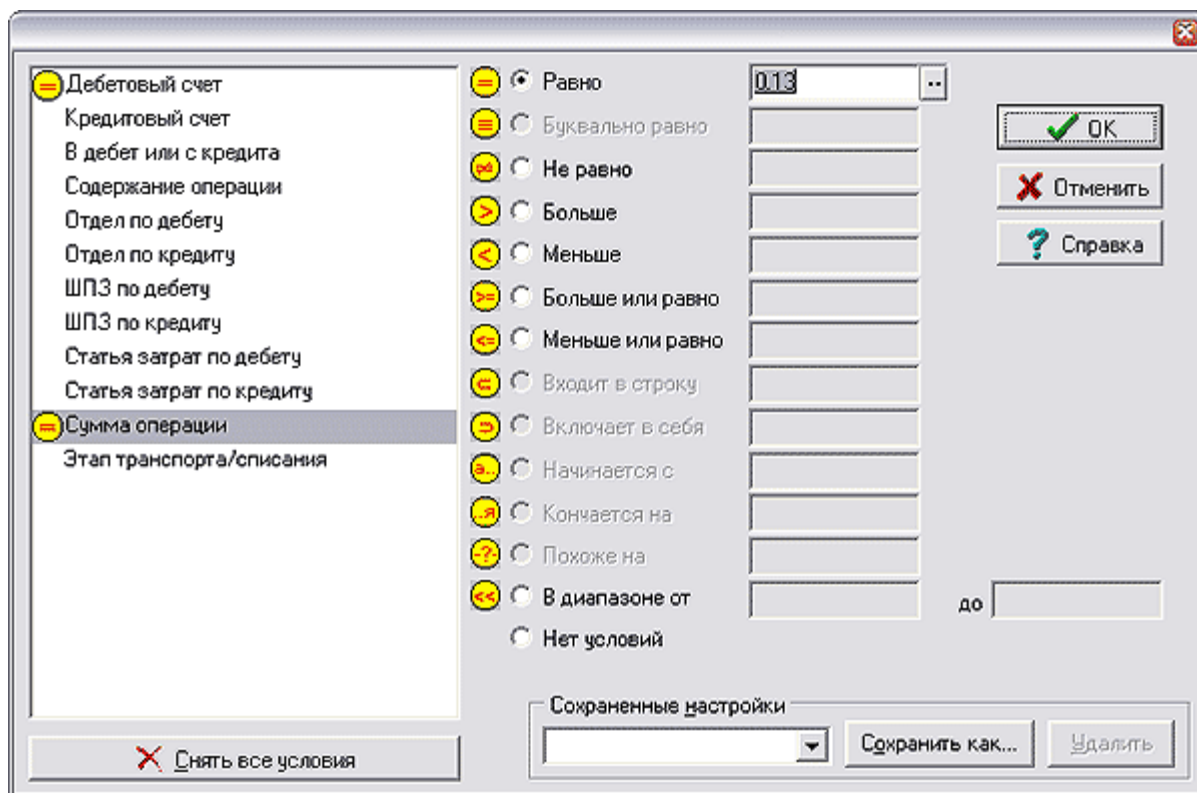 Дебетовый счет
Кредитовый счет
В дебет или с кредита
Содержание операции
Отдел по дебету
Отдел по кредиту
ШПЗ по дебету
ШПЗ по кредиту
Статья затрат по дебету
Статья затрат по кредиту
Сумма операции
Этап транспорта/списания
Снять все условия
= Равно 0.13 ..
≡ Буквально равно
Не равно
> Больше
< Меньше
>= Больше или равно
<= Меньше или равно
⊂ Входит в строку
⊃ Включает в себя
а.. Начинается с
..я Кончается на
-?- Похоже на
<< В диапазоне от до
Нет условий
Сохраненные настройки
Сохранить как... Удалить
OK
Отменить
? Справка